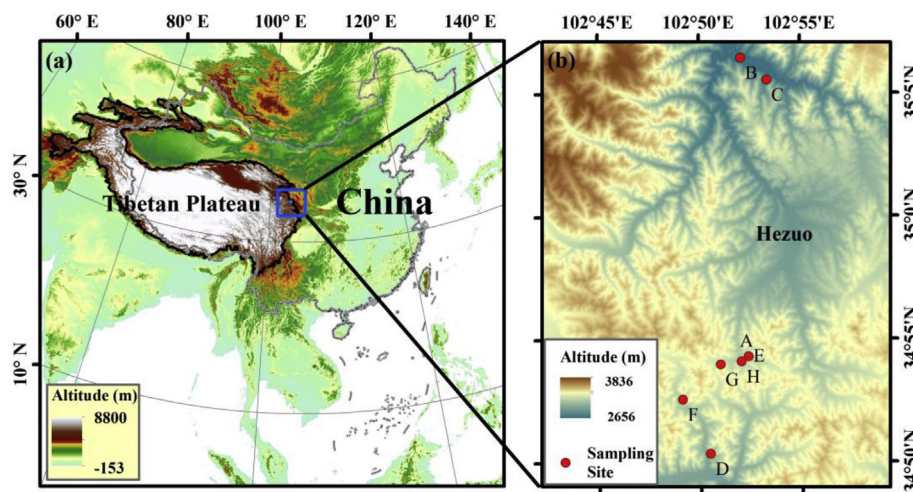 60° E 80° E 100° E 120° E 140° E
(a)
30° N
10° N
Tibetan Plateau
China
Altitude (m)
8800
-153
102°45'E 102°50'E 102°55'E
(b)
B
C
35°5'N
35°0'N
Hezuo
34°55'N
34°50'N
A
E
G H
F
D
Altitude (m)
3836
2656
Sampling
Site